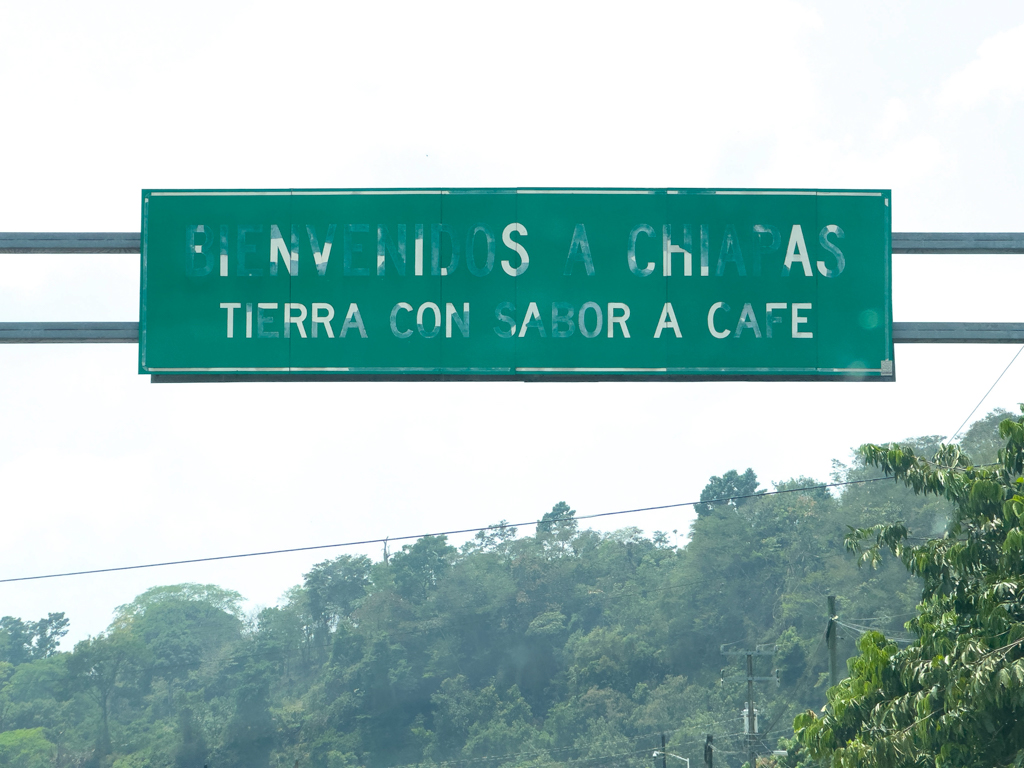 BIENVENIDOS A CHIAPAS
TIERRA CON SABOR A CAFE